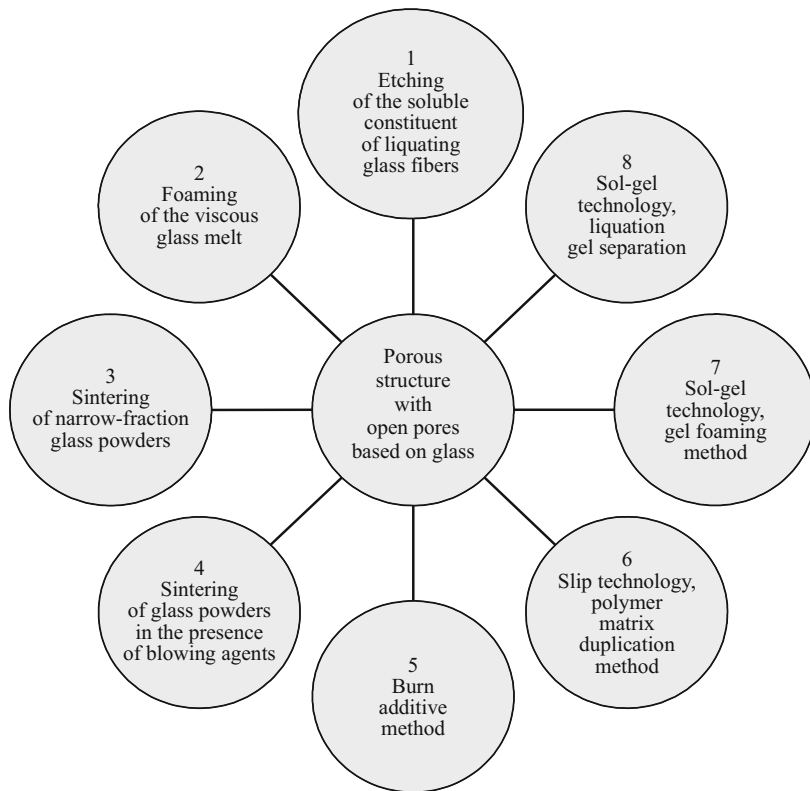 1
Etching
of the soluble
constituent
of liquating
glass fibers
2
Foaming
of the viscous
glass melt
8
Sol-gel
technology,
liquation
gel separation
3
Sintering
of narrow-fraction
glass powders
Porous
structure
with
open pores
based on glass
7
Sol-gel
technology,
gel foaming
method
4
Sintering
of glass powders
in the presence
of blowing agents
5
Burn
additive
method
6
Slip technology,
polymer
matrix
duplication
method